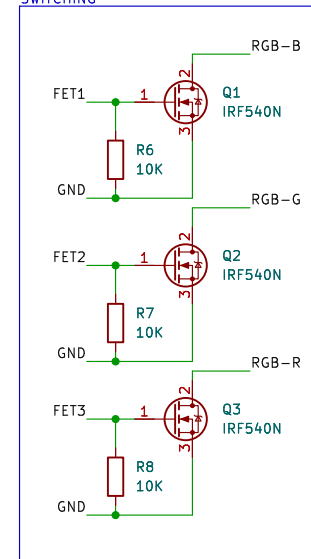 SWITCHING
RGB-B
2
FET1
1
Q1
IRF540N
3
R6
10K
GND
RGB-G
2
FET2
1
Q2
IRF540N
3
R7
10K
GND
RGB-R
2
FET3
1
Q3
IRF540N
3
R8
10K
GND